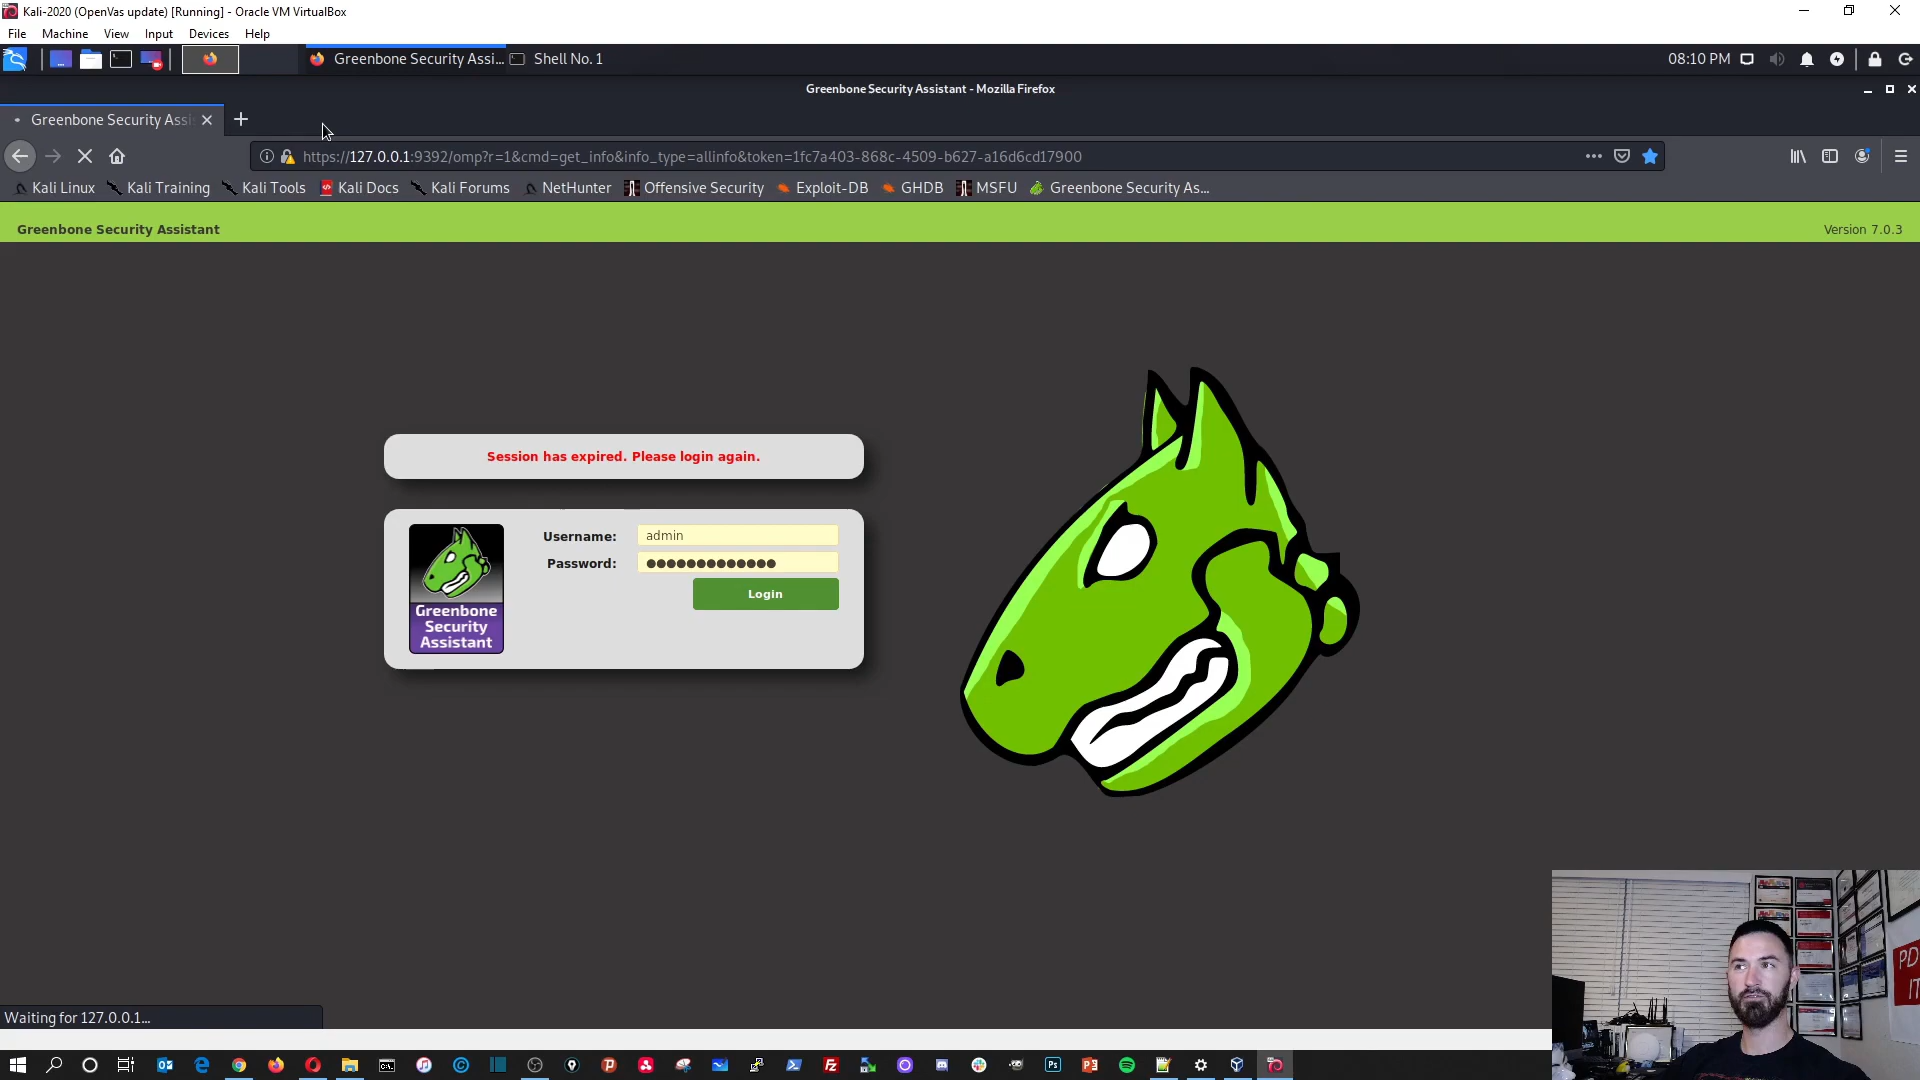 Kali-2020 (OpenVas update) [Running] - Oracle VM VirtualBox
File Machine View Input Devices Help
Greenbone Security Assi... Shell No. 1 08:10 PM
Greenbone Security Assistant - Mozilla Firefox
Greenbone Security Assi
https://127.0.0.1:9392/omp?r=1&cmd=get_info&info_type=allinfo&token=1fc7a403-868c-4509-b627-a16d6cd17900
Kali Linux Kali Training Kali Tools Kali Docs Kali Forums NetHunter Offensive Security Exploit-DB GHDB MSFU Greenbone Security As...
Greenbone Security Assistant Version 7.0.3
Session has expired. Please login again.
Username: admin
Password: ●●●●●●●●●●●●●
Login
Greenbone
Security
Assistant
Waiting for 127.0.0.1...
PD
IT